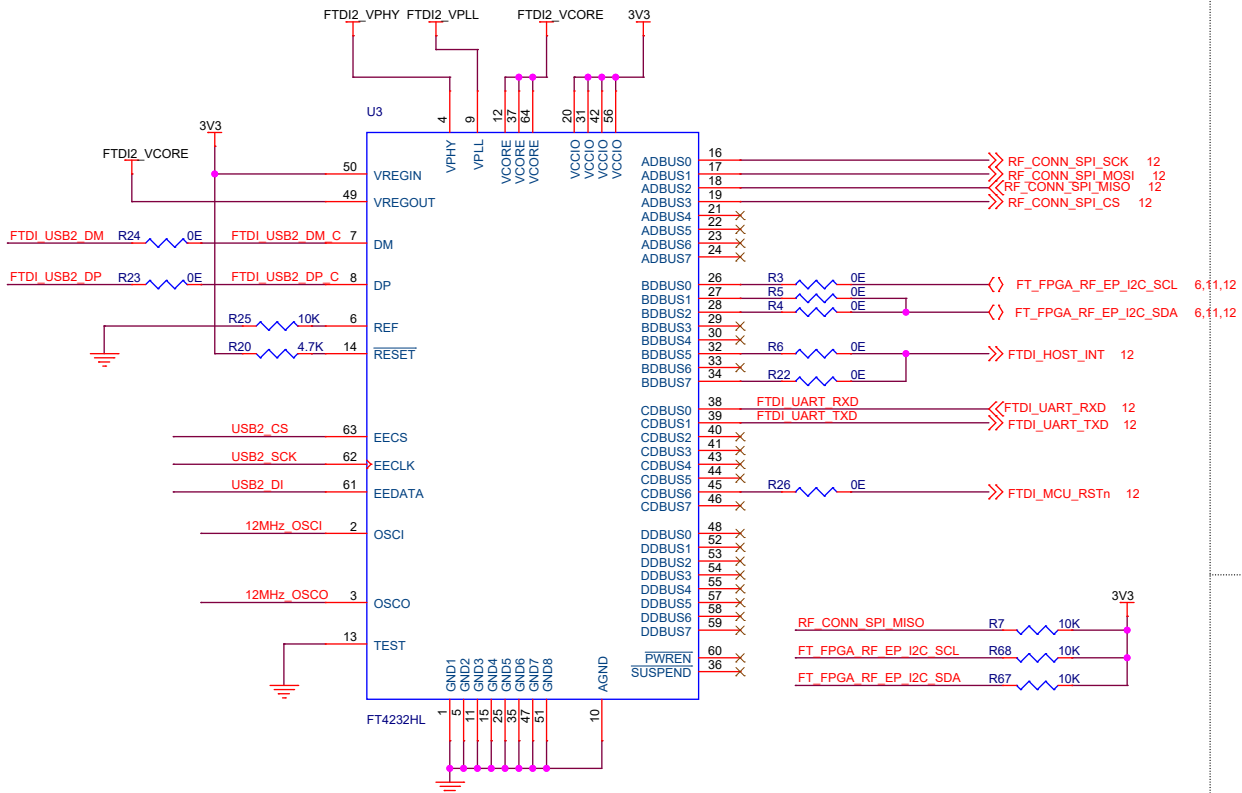 FTDI2_VPHY FTDI2_VPLL FTDI2_VCORE 3V3
U3
4 9 12 37 64 20 31 42 56
VPHY VPLL VCORE VCORE VCORE VCCIO VCCIO VCCIO VCCIO
3V3
FTDI2_VCORE
50 VREGIN
49 VREGOUT
FTDI_USB2_DM R24 0E FTDI_USB2_DM_C 7 DM
FTDI_USB2_DP R23 0E FTDI_USB2_DP_C 8 DP
R25 10K 6 REF
R20 4.7K 14 RESET
USB2_CS 63 EECS
USB2_SCK 62 EECLK
USB2_DI 61 EEDATA
12MHz_OSCI 2 OSCI
12MHz_OSCO 3 OSCO
13 TEST
ADBUS0 16 RF_CONN_SPI_SCK 12
ADBUS1 17 RF_CONN_SPI_MOSI 12
ADBUS2 18 RF_CONN_SPI_MISO 12
ADBUS3 19 RF_CONN_SPI_CS 12
ADBUS4 21
ADBUS5 22
ADBUS6 23
ADBUS7 24
BDBUS0 26 R3 0E FT_FPGA_RF_EP_I2C_SCL 6,11,12
BDBUS1 27 R5 0E
BDBUS2 28 R4 0E FT_FPGA_RF_EP_I2C_SDA 6,11,12
BDBUS3 29
BDBUS4 30
BDBUS5 32 R6 0E FTDI_HOST_INT 12
BDBUS6 33
BDBUS7 34 R22 0E
CDBUS0 38 FTDI_UART_RXD FTDI_UART_RXD 12
CDBUS1 39 FTDI_UART_TXD FTDI_UART_TXD 12
CDBUS2 40
CDBUS3 41
CDBUS4 43
CDBUS5 44
CDBUS6 45 R26 0E FTDI_MCU_RSTn 12
CDBUS7 46
DDBUS0 48
DDBUS1 52
DDBUS2 53
DDBUS3 54
DDBUS4 55
DDBUS5 57
DDBUS6 58
DDBUS7 59
PWREN 60
SUSPEND 36
3V3
RF_CONN_SPI_MISO R7 10K
FT_FPGA_RF_EP_I2C_SCL R68 10K
FT_FPGA_RF_EP_I2C_SDA R67 10K
GND1 GND2 GND3 GND4 GND5 GND6 GND7 GND8 AGND
FT4232HL
1 5 11 15 25 35 47 51 10